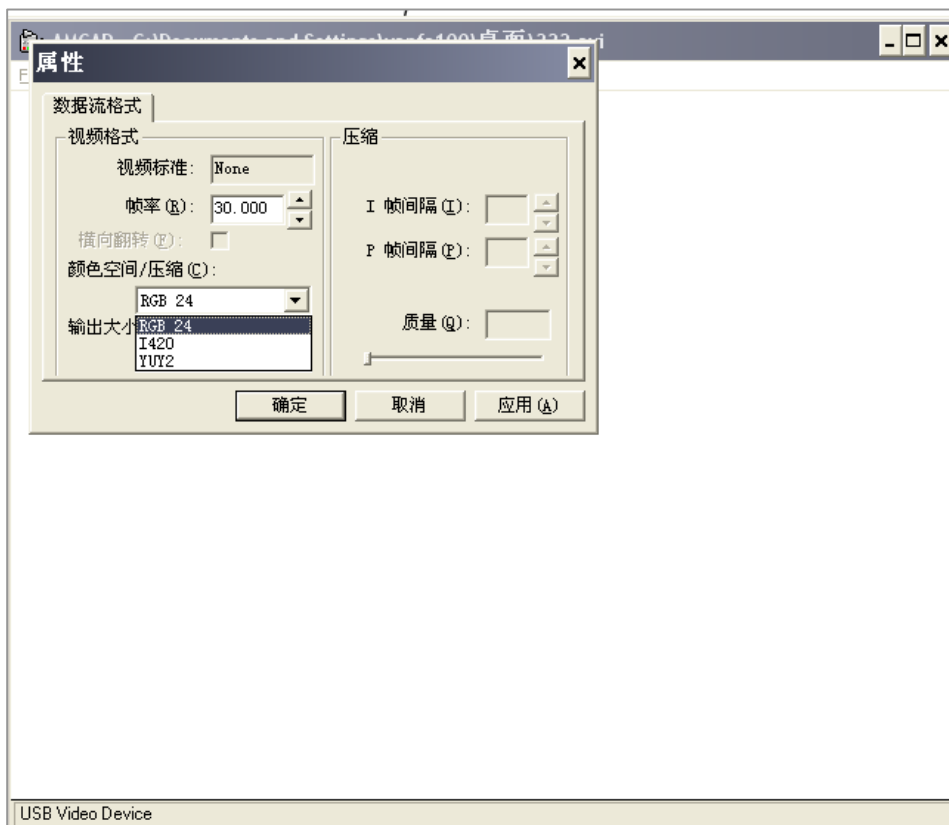 属性
数据流格式
视频格式
视频标准: None
帧率(R): 30.000
横向翻转(F):
颜色空间/压缩(C):
RGB 24
输出大小
RGB 24
I420
YUY2
压缩
I 帧间隔(I):
P 帧间隔(P):
质量(Q):
确定
取消
应用(A)
USB Video Device